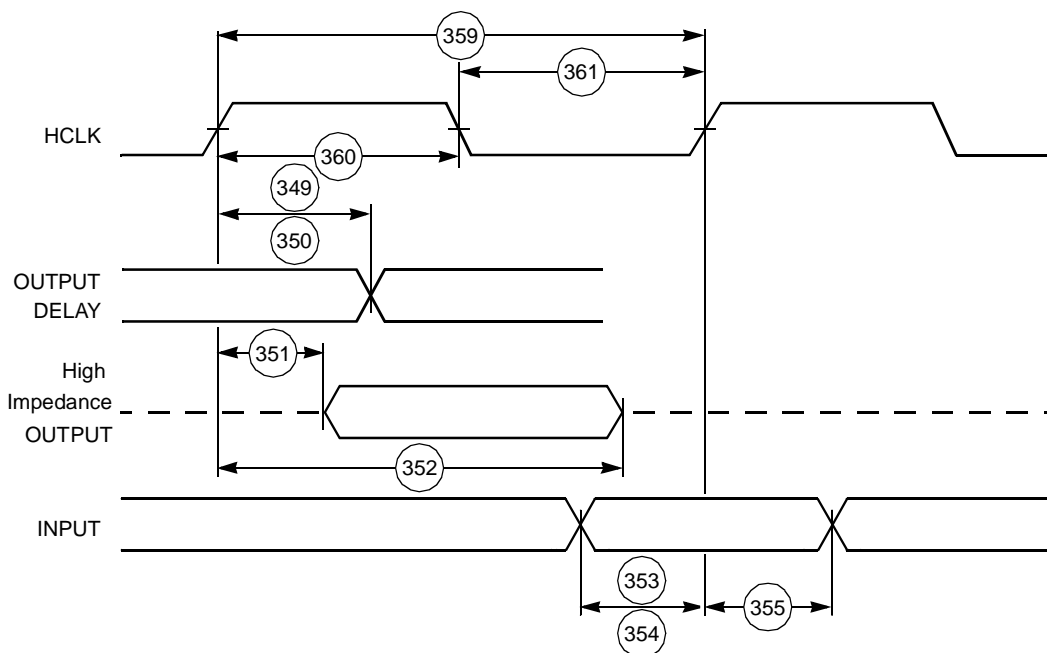 359
361
HCLK
360
349
350
OUTPUT
DELAY
351
High
Impedance
OUTPUT
352
INPUT
353
354
355